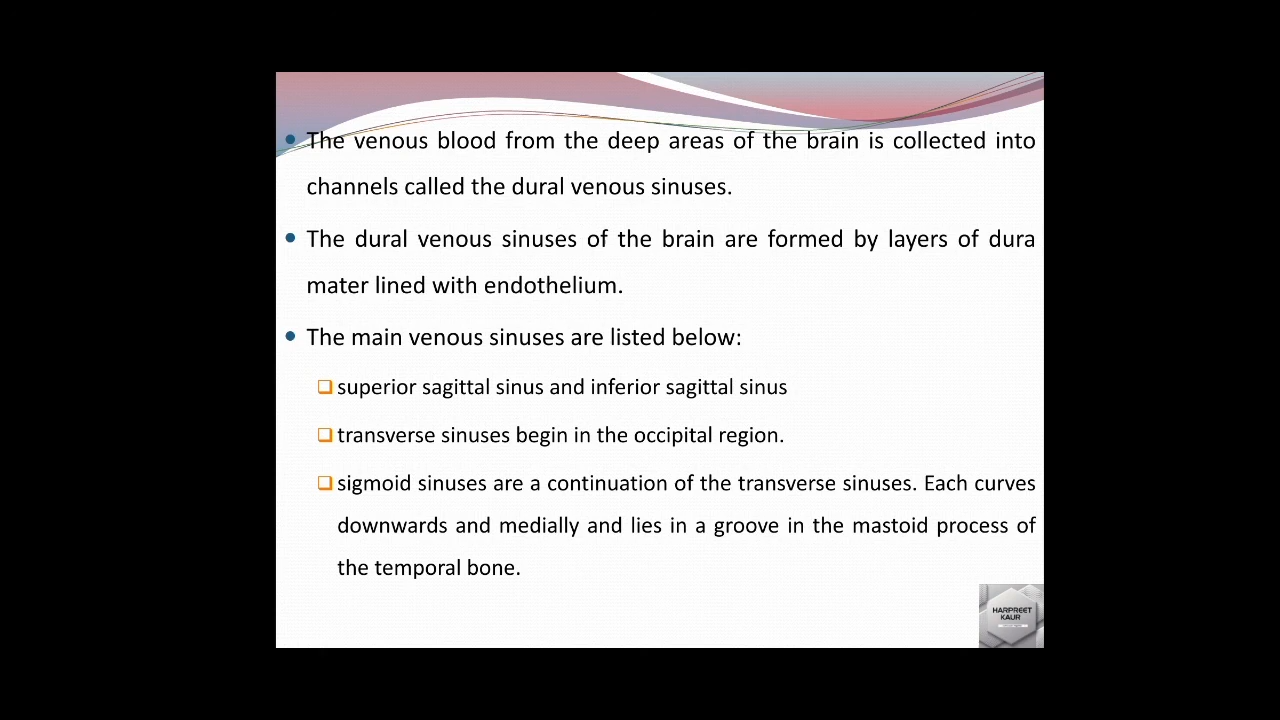 The venous blood from the deep areas of the brain is collected into
channels called the dural venous sinuses.
The dural venous sinuses of the brain are formed by layers of dura
mater lined with endothelium.
The main venous sinuses are listed below:
superior sagittal sinus and inferior sagittal sinus
transverse sinuses begin in the occipital region.
sigmoid sinuses are a continuation of the transverse sinuses. Each curves
downwards and medially and lies in a groove in the mastoid process of
the temporal bone.
HARPREET
KAUR